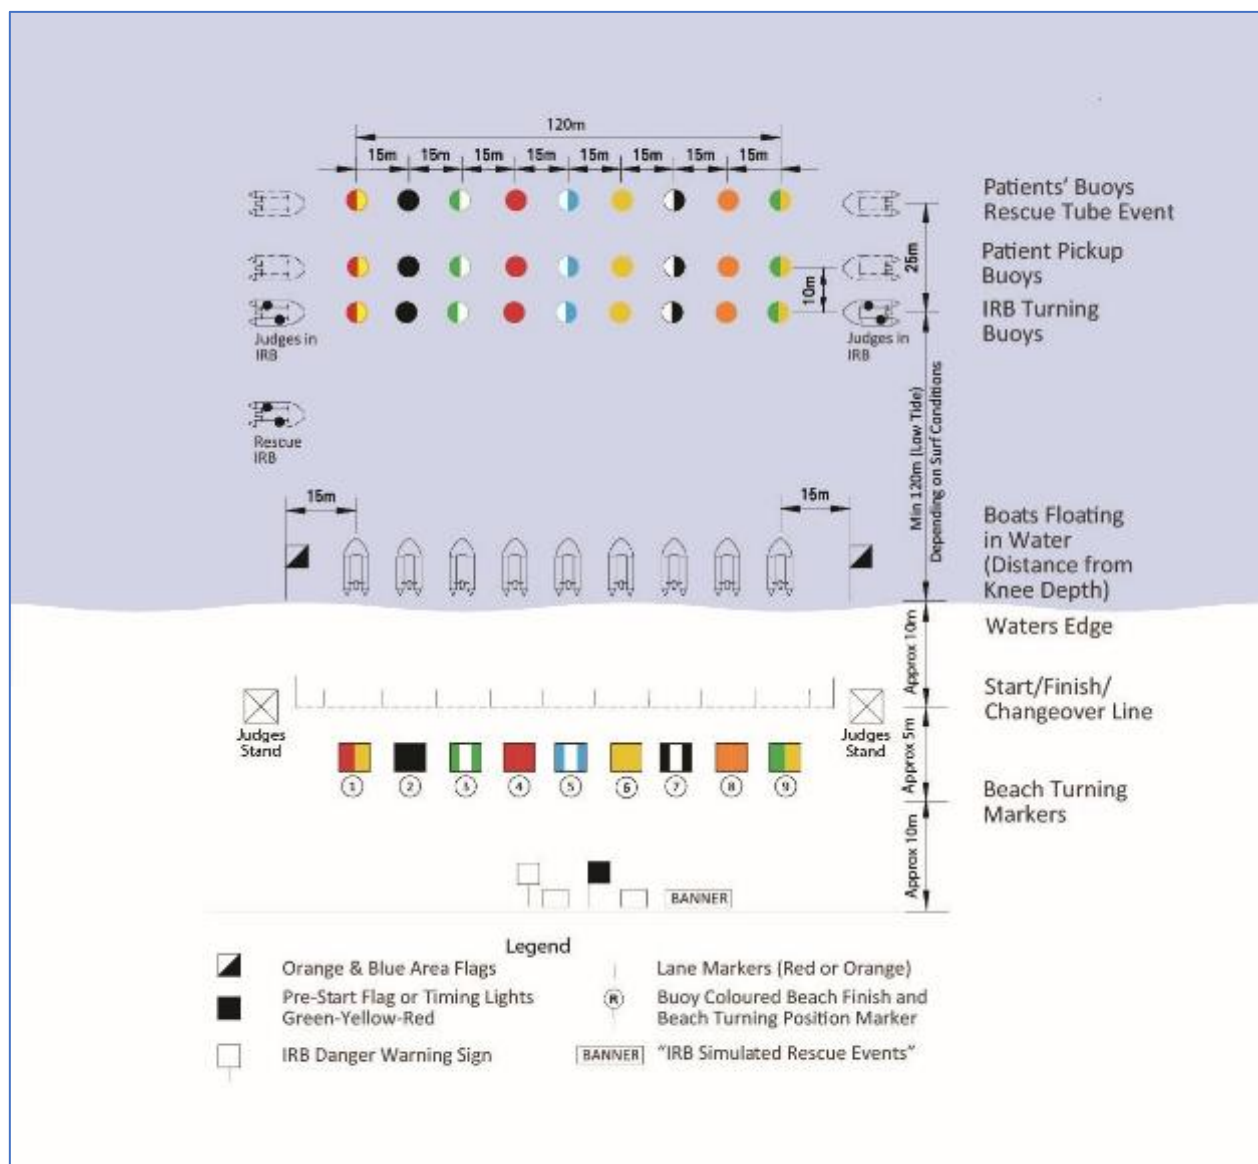 120m
15m 15m 15m 15m 15m 15m 15m 15m
Patients' Buoys
Rescue Tube Event
25m
Patient Pickup
Buoys
10m
IRB Turning
Buoys
Judges in
IRB
Judges in
IRB
Rescue
IRB
Min 120m (Low Tide)
Depending on Surf Conditions
15m
15m
Boats Floating
in Water
(Distance from
Knee Depth)
Waters Edge
Approx 10m
Start/Finish/
Changeover Line
Judges
Stand
Judges
Stand
Approx 5m
1 2 3 4 5 6 7 8 9
Beach Turning
Markers
Approx 10m
BANNER
Legend
Orange & Blue Area Flags
Lane Markers (Red or Orange)
Pre-Start Flag or Timing Lights
Green-Yellow-Red
R Buoy Coloured Beach Finish and
Beach Turning Position Marker
IRB Danger Warning Sign
BANNER "IRB Simulated Rescue Events"